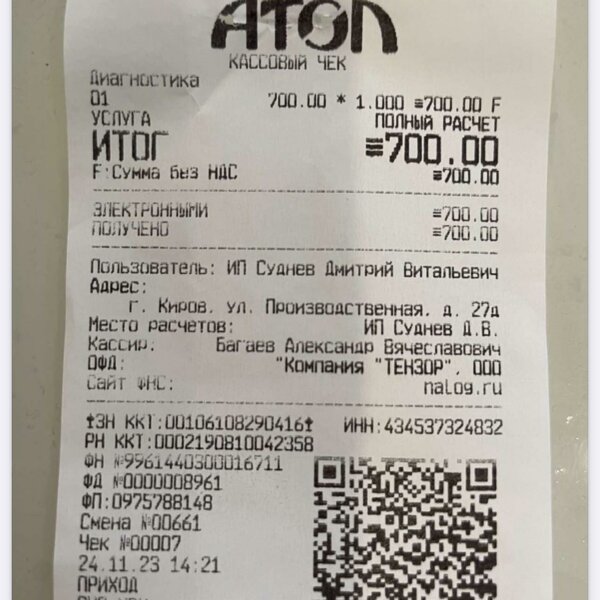 АТОЛ
КАССОВЫЙ ЧЕК
Диагностика
01 700.00 * 1.000 =700.00 F
УСЛУГА ПОЛНЫЙ РАСЧЕТ
ИТОГ =700.00
F:Сумма без НДС =700.00
ЭЛЕКТРОННЫМИ =700.00
ПОЛУЧЕНО =700.00
Пользователь: ИП Суднев Дмитрий Витальевич
Адрес:
г. Киров, ул. Производственная, д. 27д
Место расчетов: ИП Суднев Д.В.
Кассир: Багаев Александр Вячеславович
ОФД: "Компания "ТЕНЗОР", ООО
Сайт ФНС: nalog.ru
*ЗН ККТ:00106108290416* ИНН:434537324832
РН ККТ:0002190810042358
ФН №9961440300016711
ФД №0000008961
ФП:0975788148
Смена №00661
Чек №00007
24.11.23 14:21
ПРИХОД